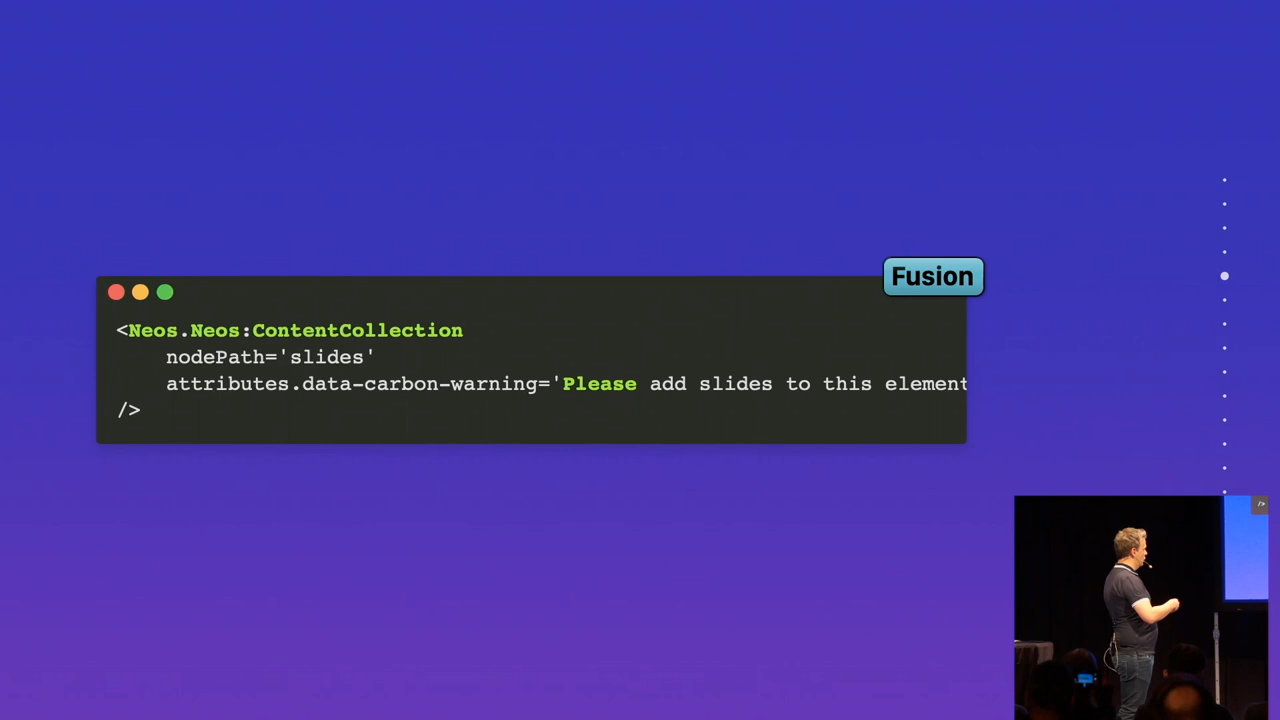 Fusion
<Neos.Neos:ContentCollection
    nodePath='slides'
    attributes.data-carbon-warning='Please add slides to this element
/>
/>